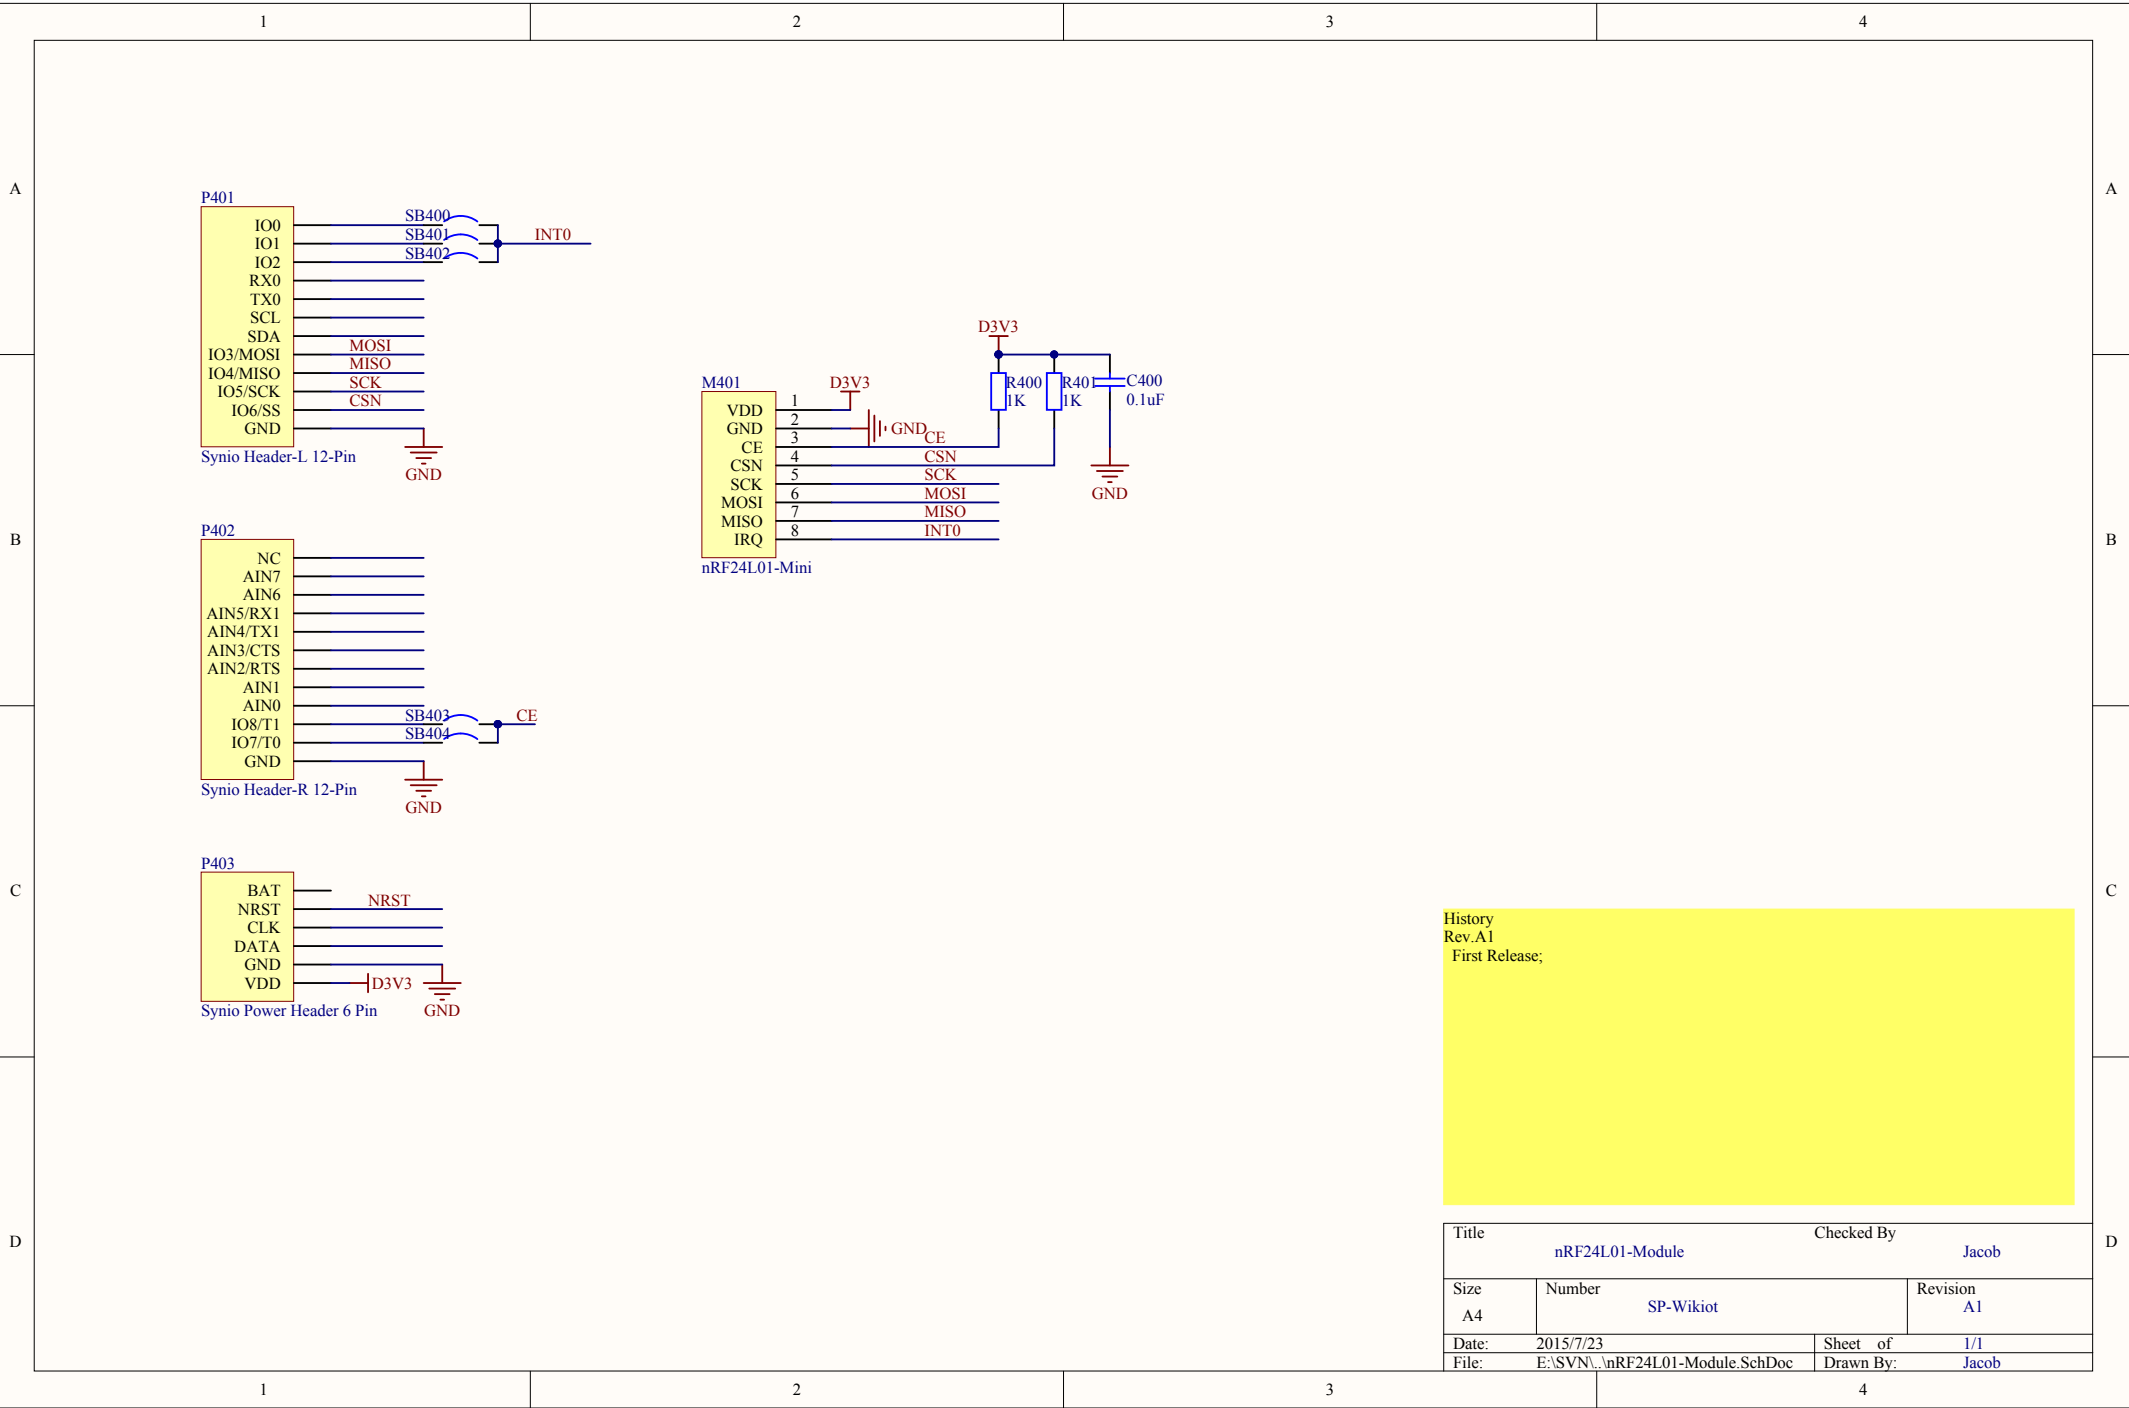 1 2 3 4
A A
P401
IO0
IO1
IO2
RX0
TX0
SCL
SDA
IO3/MOSI
IO4/MISO
IO5/SCK
IO6/SS
GND
Synio Header-L 12-Pin
SB400
SB401
SB402
INT0
MOSI
MISO
SCK
CSN
GND
M401
VDD 1
GND 2
CE 3
CSN 4
SCK 5
MOSI 6
MISO 7
IRQ 8
nRF24L01-Mini
D3V3
GND
CE
CSN
SCK
MOSI
MISO
INT0
D3V3
R400
1K
R401
1K
C400
0.1uF
GND
B B
P402
NC
AIN7
AIN6
AIN5/RX1
AIN4/TX1
AIN3/CTS
AIN2/RTS
AIN1
AIN0
IO8/T1
IO7/T0
GND
Synio Header-R 12-Pin
SB403
SB404
CE
GND
C C
P403
BAT
NRST
CLK
DATA
GND
VDD
Synio Power Header 6 Pin
NRST
D3V3
GND
History
Rev.A1
First Release;
D D
Title Checked By
nRF24L01-Module Jacob
Size Number Revision
A4 SP-Wikiot A1
Date: 2015/7/23 Sheet of 1/1
File: E:\SVN\..\nRF24L01-Module.SchDoc Drawn By: Jacob
1 2 3 4